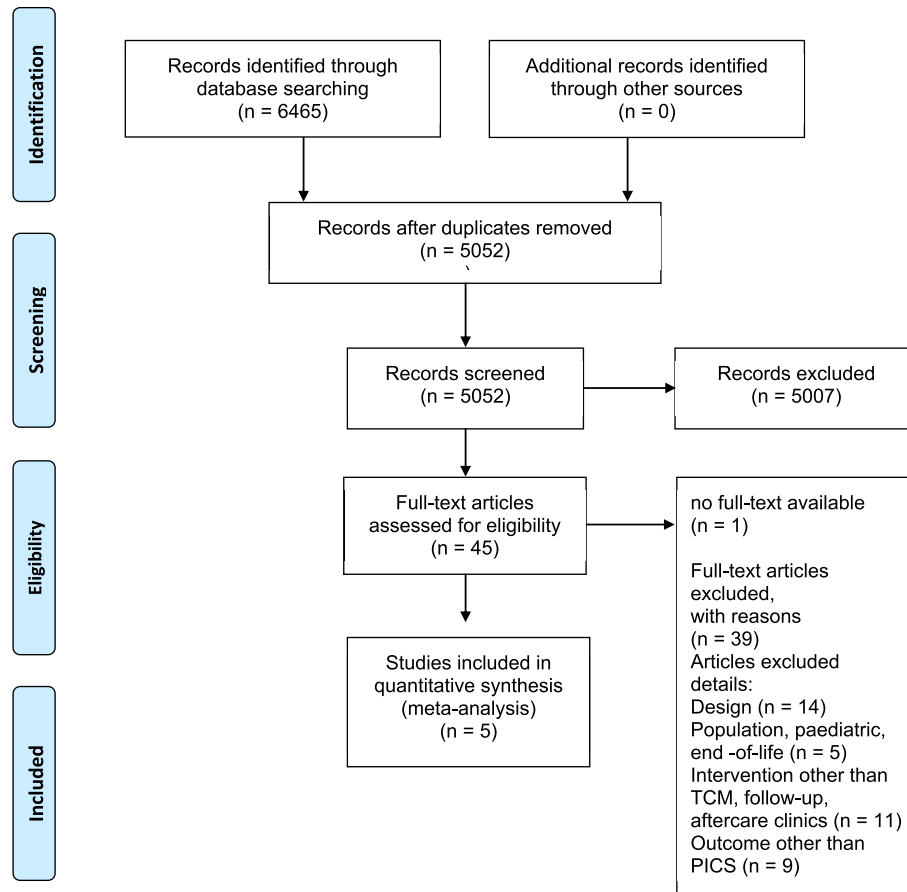 Identification
Records identified through
database searching
(n = 6465)
Additional records identified
through other sources
(n = 0)
Records after duplicates removed
(n = 5052)
Screening
Records screened
(n = 5052)
Records excluded
(n = 5007)
Eligibility
Full-text articles
assessed for eligibility
(n = 45)
no full-text available
(n = 1)
Full-text articles
excluded,
with reasons
(n = 39)
Articles excluded
details:
Design (n = 14)
Population, paediatric,
end -of-life (n = 5)
Intervention other than
TCM, follow-up,
aftercare clinics (n = 11)
Outcome other than
PICS (n = 9)
Included
Studies included in
quantitative synthesis
(meta-analysis)
(n = 5)